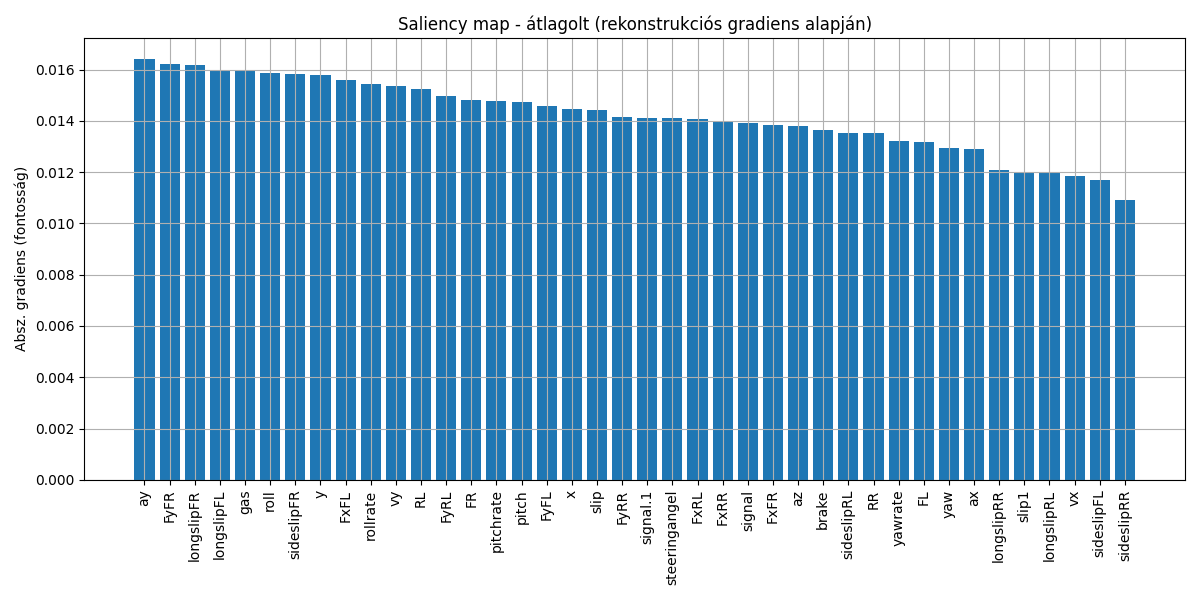 Saliency map - átlagolt (rekonstrukciós gradiens alapján)
Absz. gradiens (fontosság)
0.016
0.014
0.012
0.010
0.008
0.006
0.004
0.002
0.000
ay
FyFR
longslipFR
longslipFL
gas
roll
sideslipFR
y
FxFL
rollrate
vy
RL
FyRL
FR
pitchrate
pitch
FyFL
x
slip
FyRR
signal.1
steeringangel
FxRL
FxRR
signal
FxFR
az
brake
sideslipRL
RR
yawrate
FL
yaw
ax
longslipRR
slip1
longslipRL
vx
sideslipFL
sideslipRR